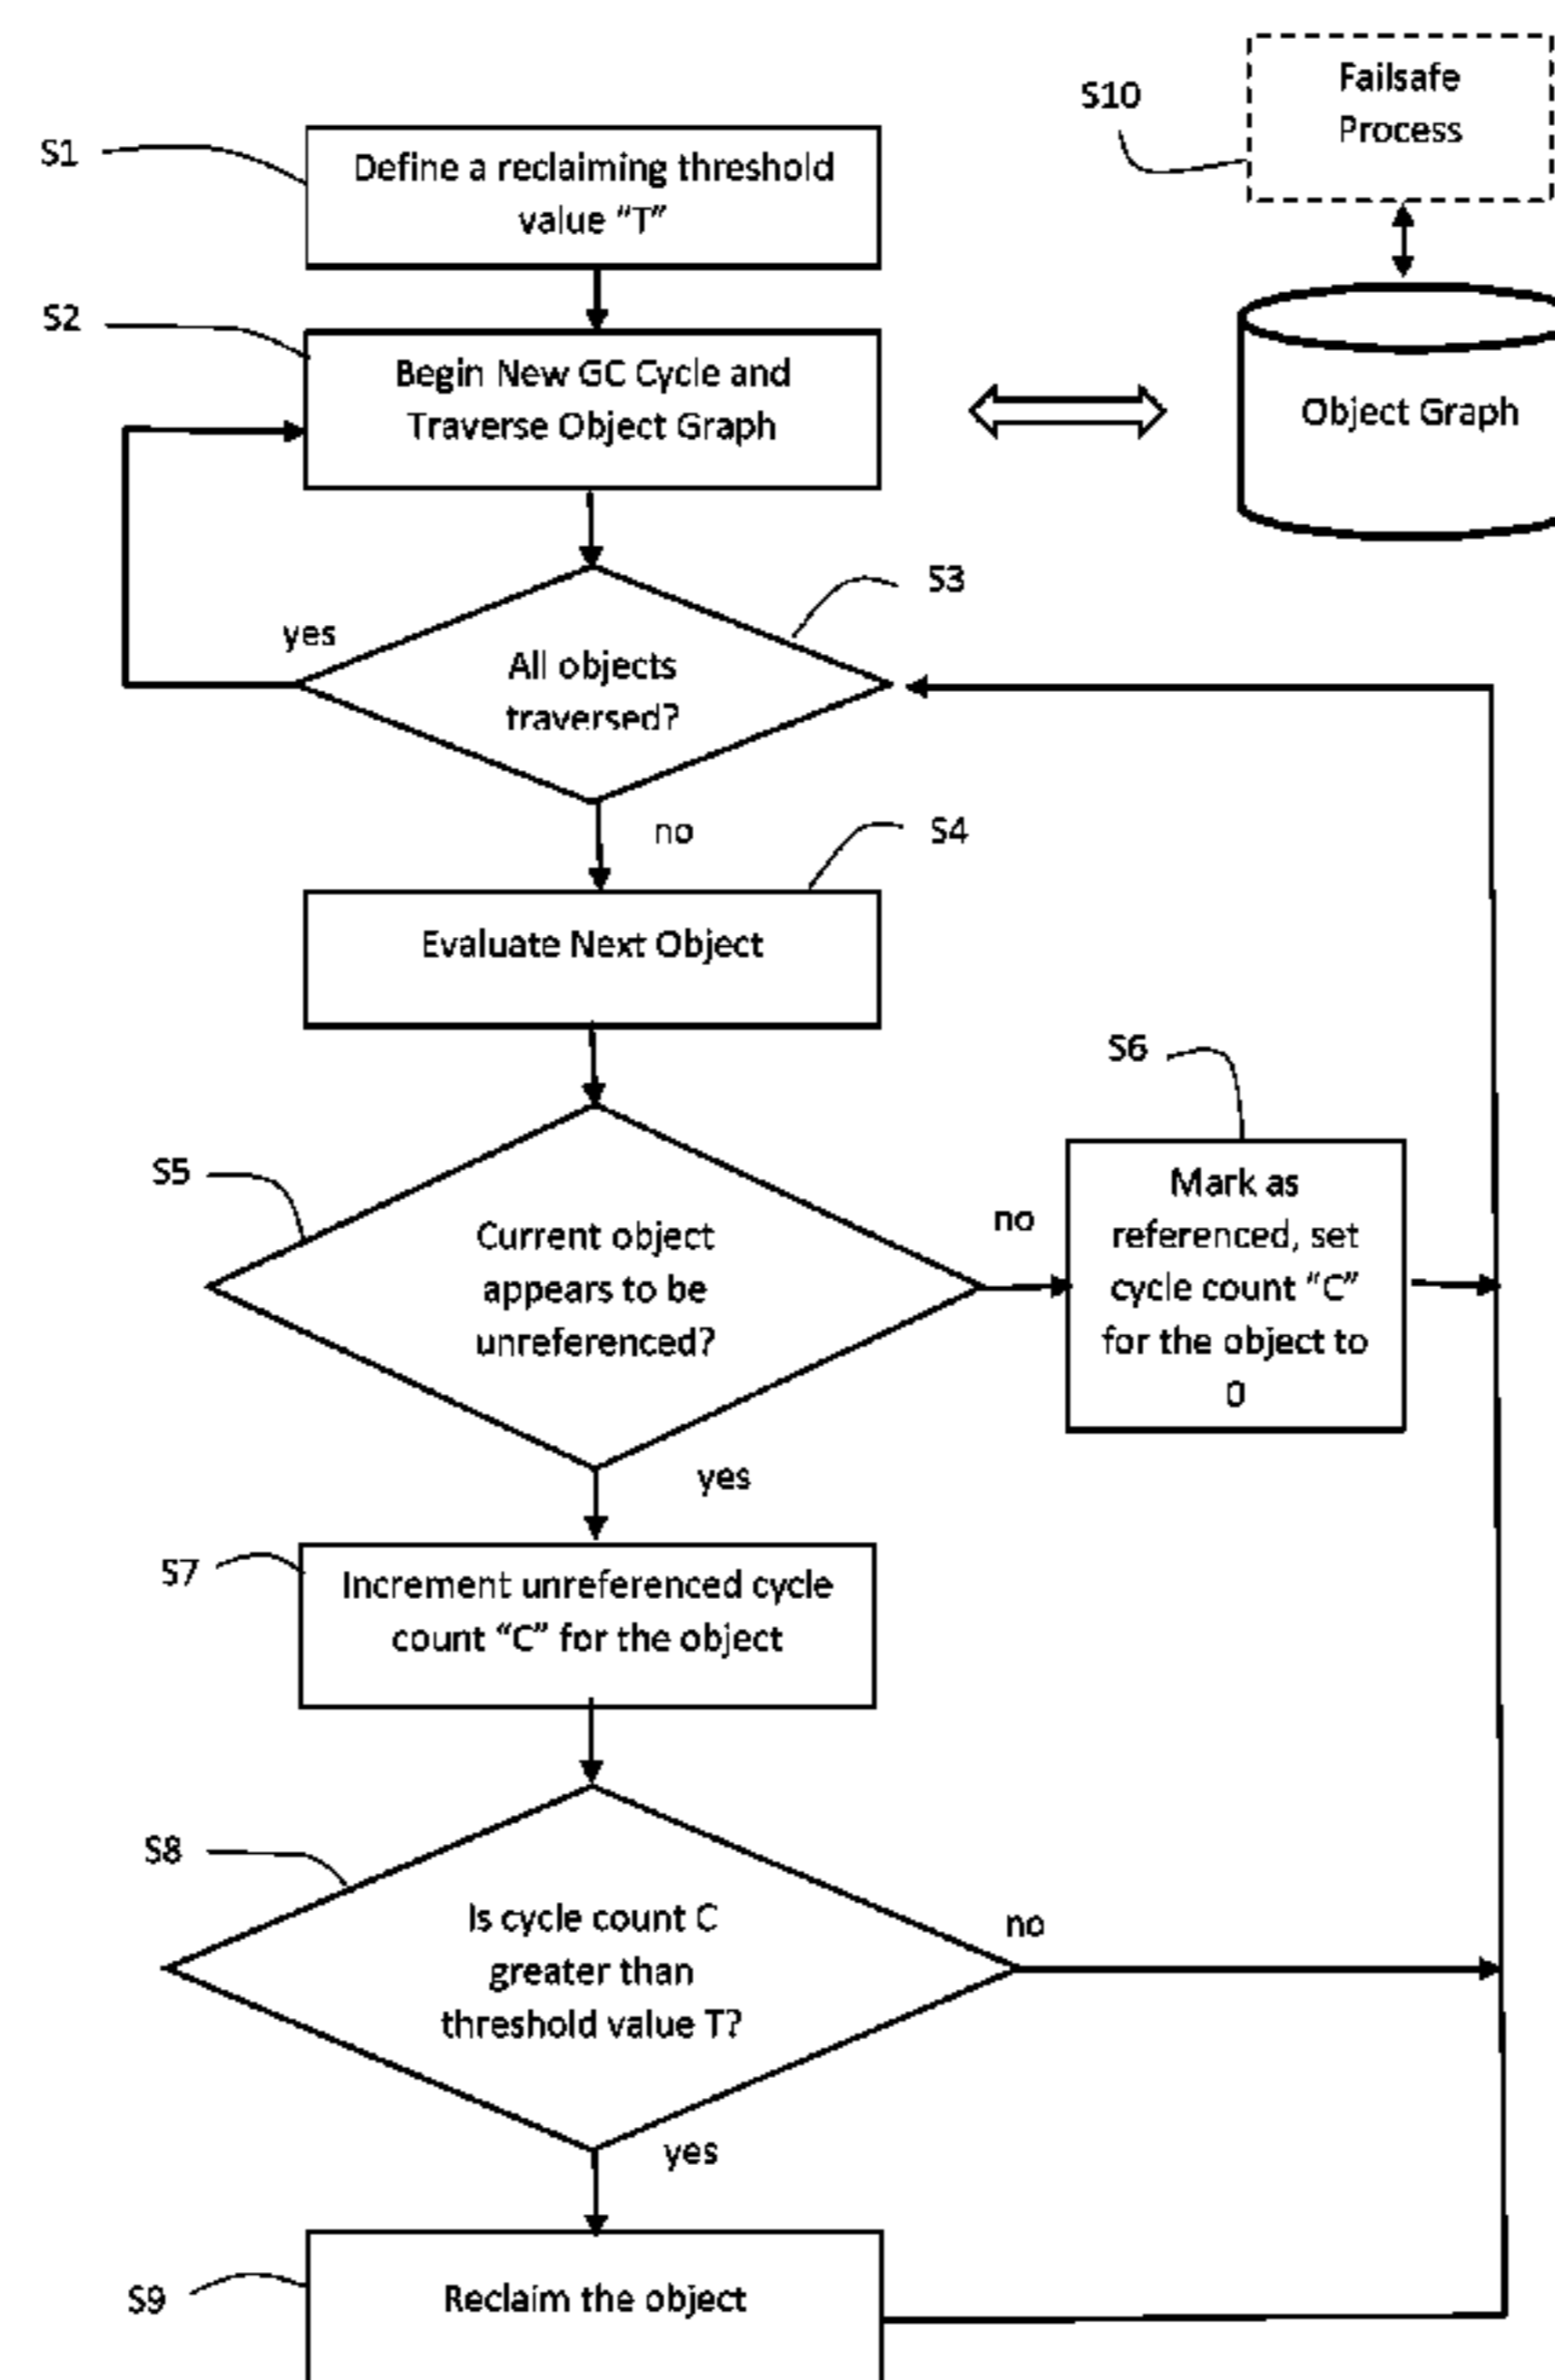 S10
Failsafe
Process
S1
Define a reclaiming threshold
value “T”
S2
Begin New GC Cycle and
Traverse Object Graph
Object Graph
S3
yes
All objects
traversed?
no
S4
Evaluate Next Object
S6
S5
Current object
appears to be
unreferenced?
no
Mark as
referenced, set
cycle count “C”
for the object to
0
yes
S7
Increment unreferenced cycle
count “C” for the object
S8
Is cycle count C
greater than
threshold value T?
no
yes
S9
Reclaim the object